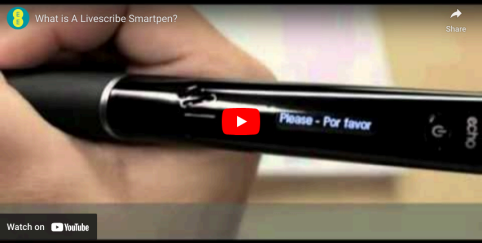 What is A Livescribe Smartpen?
Share
Please - Por favor
echo
Watch on YouTube